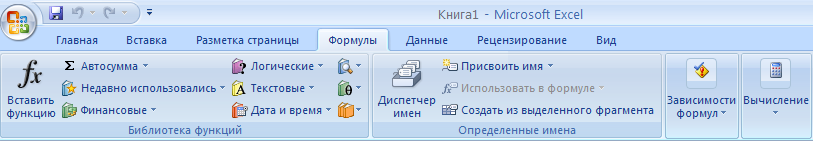 Книга1 - Microsoft Excel
Главная Вставка Разметка страницы Формулы Данные Рецензирование Вид
fx Вставить функцию
Σ Автосумма
Недавно использовались
Финансовые
Логические
A Текстовые
Дата и время
θ
Библиотека функций
Диспетчер имен
Присвоить имя
fx Использовать в формуле
Создать из выделенного фрагмента
Определенные имена
Зависимости формул
Вычисление